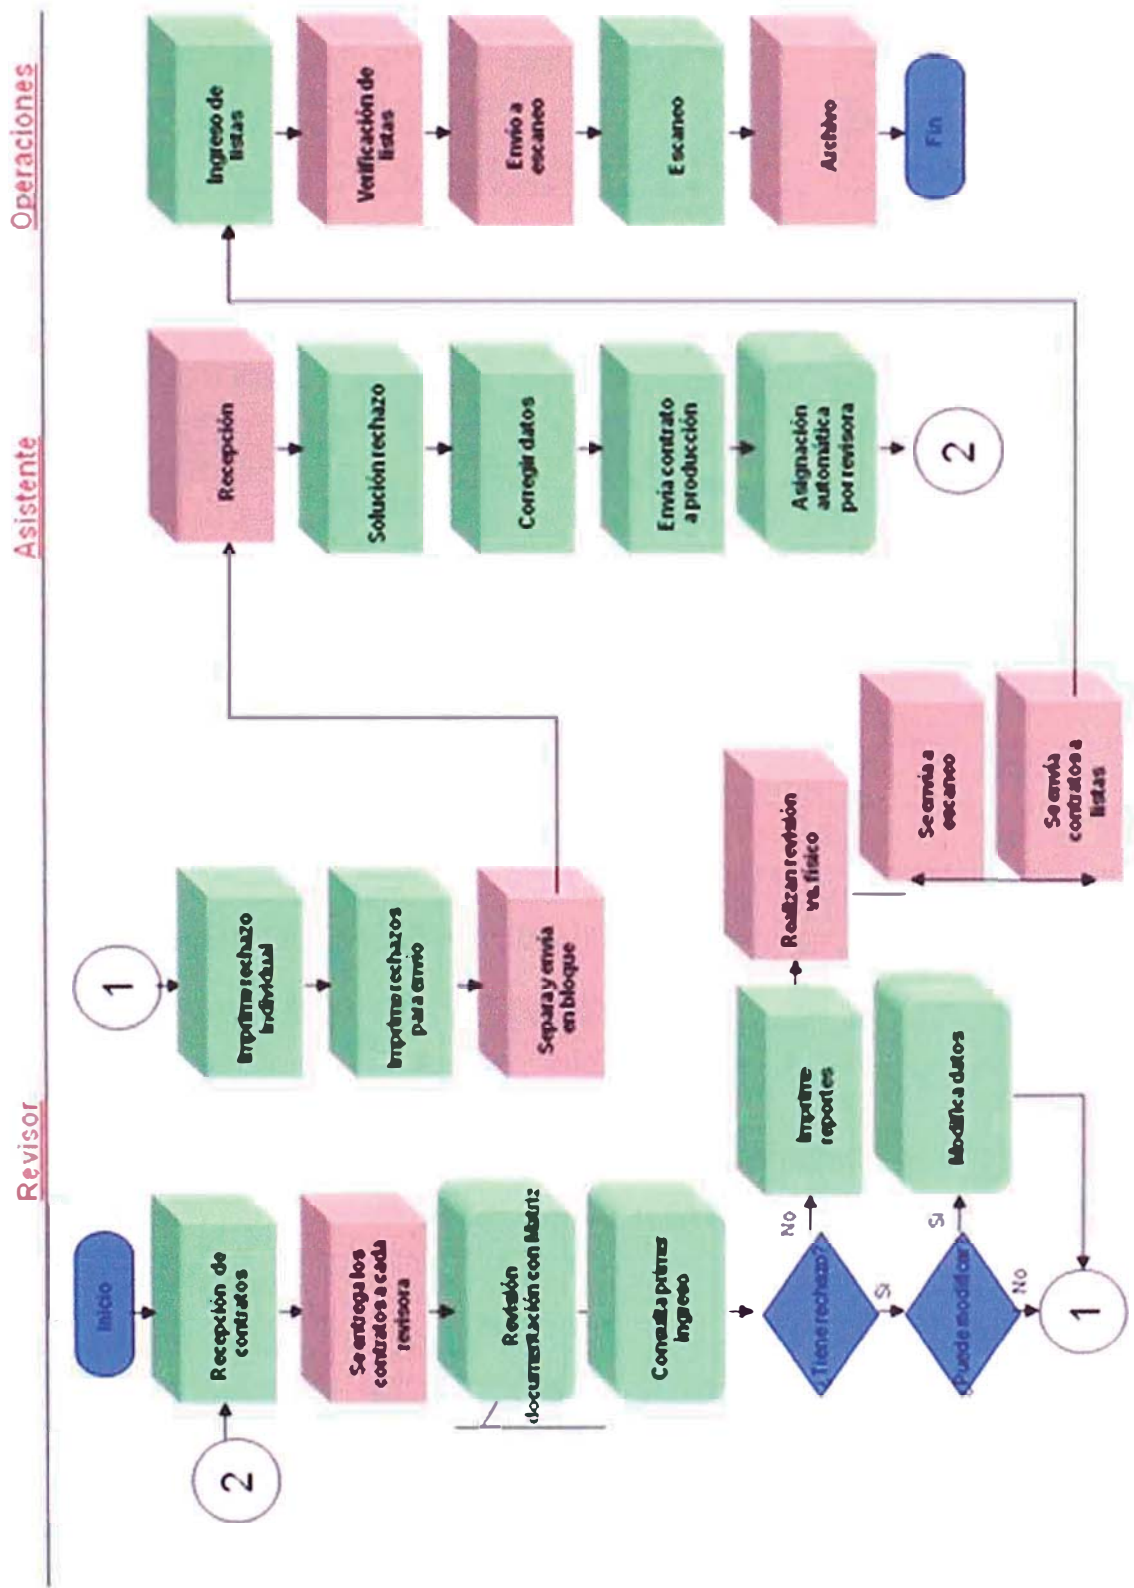 Revisor
Asistente
Operaciones
Inicio
2
Recepción de
contratos
Se entrega los
contratos a cada
revisora
Revisión
documentación con Matriz
Consulta primer
ingreso
¿Tiene rechazo?
No
Si
¿Puede modificar?
Si
No
1
Imprime
reportes
Modifica datos
Realizan revisión
vs. físico
Se envía a
escaneo
Se envía
contratos a
listas
1
Imprime rechazo
individual
Imprime rechazos
para envio
Separa y envia
en bloque
Recepción
Solución rechazo
Corregir datos
Envia contrato
a producción
Asignación
automática
por revisora
2
Ingreso de
listas
Verificación de
listas
Envio a
escaneo
Escaneo
Archivo
Fin